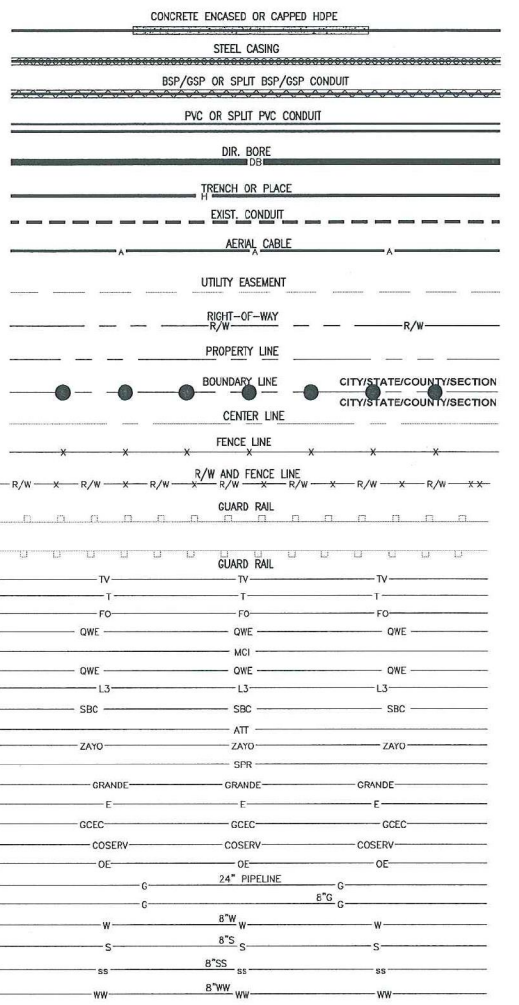 CONCRETE ENCASED OR CAPPED HDPE
STEEL CASING
BSP/GSP OR SPLIT BSP/GSP CONDUIT
PVC OR SPLIT PVC CONDUIT
DIR. BORE
DB
TRENCH OR PLACE
H
EXIST. CONDUIT
AERIAL CABLE
A A A
UTILITY EASEMENT
RIGHT-OF-WAY
R/W R/W
PROPERTY LINE
BOUNDARY LINE CITY/STATE/COUNTY/SECTION
CITY/STATE/COUNTY/SECTION
CENTER LINE
FENCE LINE
X X X X X X X
R/W AND FENCE LINE
R/W X R/W X R/W X R/W X R/W X R/W X R/W X X
GUARD RAIL
GUARD RAIL
TV TV TV
T T T
FO FO FO
QWE QWE QWE
MCI
QWE QWE QWE
L3 L3 L3
SBC SBC SBC
ATT
ZAYO ZAYO ZAYO
SPR
GRANDE GRANDE GRANDE
E E E
GCEC GCEC GCEC
COSERV COSERV COSERV
OE OE OE
24" PIPELINE
G G
8"G
G G
8"W
W W W
8"S
S S S
8"SS
SS SS SS
8"WW
WW WW WW